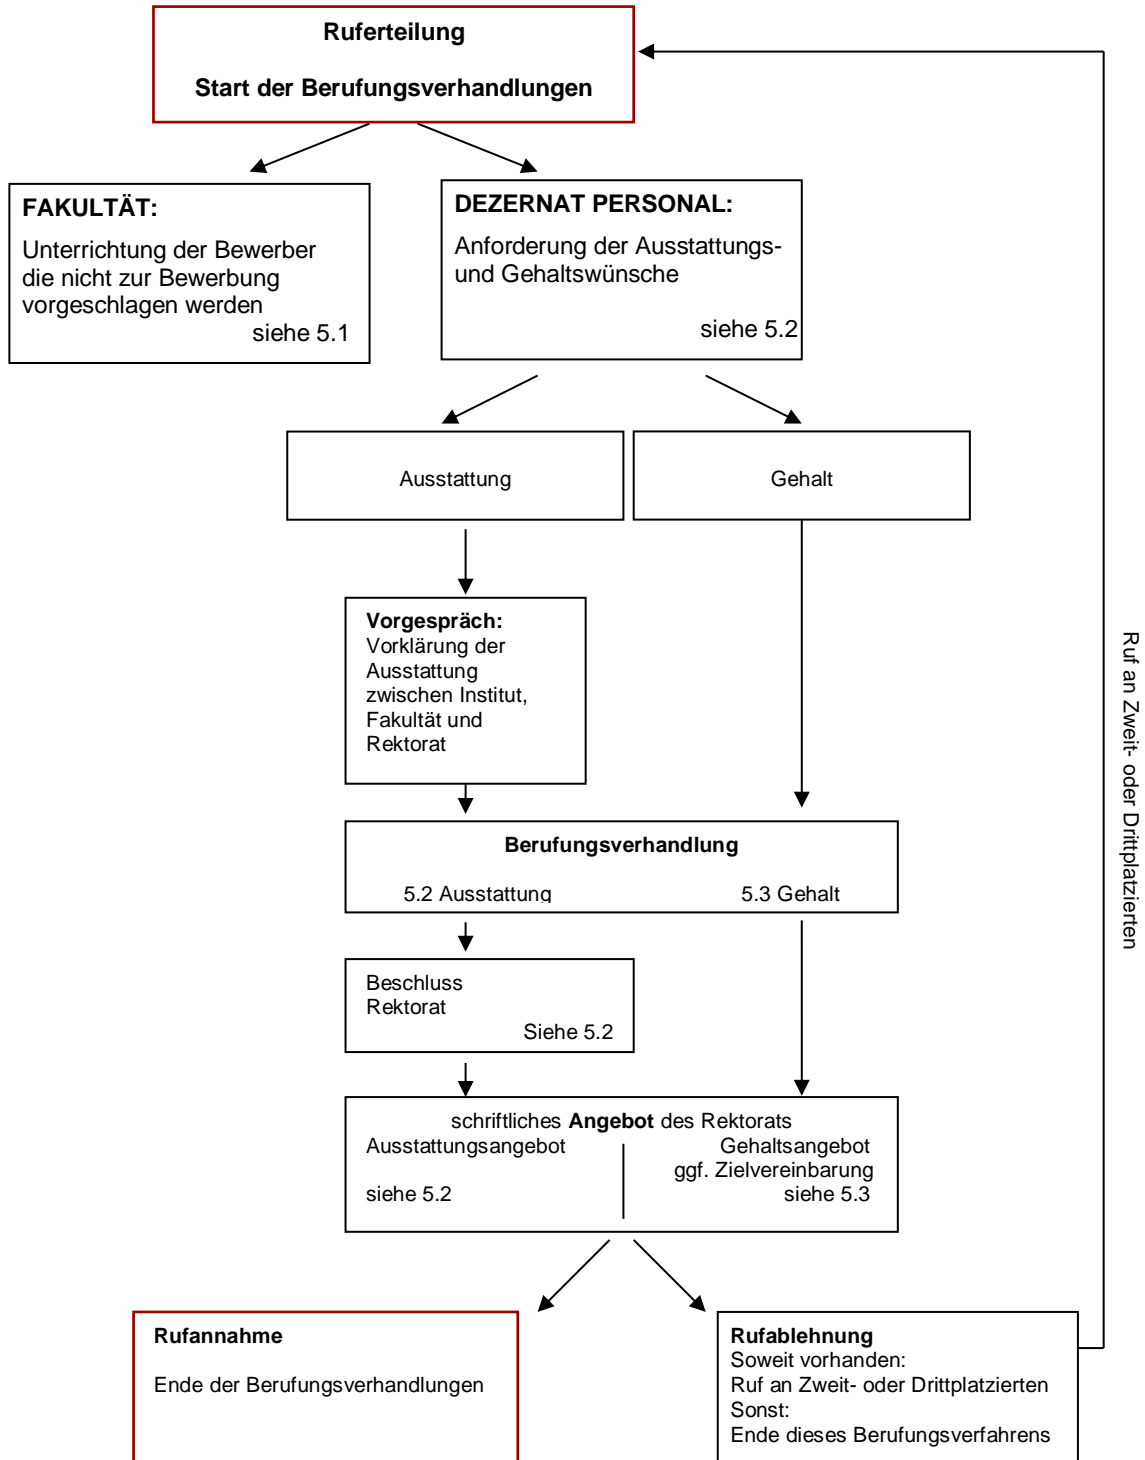 Ruferteilung
Start der Berufungsverhandlungen
FAKULTÄT:
Unterrichtung der Bewerber
die nicht zur Bewerbung
vorgeschlagen werden
siehe 5.1
DEZERNAT PERSONAL:
Anforderung der Ausstattungs-
und Gehaltswünsche
siehe 5.2
Ausstattung
Gehalt
Vorgespräch:
Vorklärung der
Ausstattung
zwischen Institut,
Fakultät und
Rektorat
Berufungsverhandlung
5.2 Ausstattung
5.3 Gehalt
Beschluss
Rektorat
Siehe 5.2
schriftliches Angebot des Rektorats
Ausstattungsangebot
siehe 5.2
Gehaltsangebot
ggf. Zielvereinbarung
siehe 5.3
Rufannahme
Ende der Berufungsverhandlungen
Rufablehnung
Soweit vorhanden:
Ruf an Zweit- oder Drittplatzierten
Sonst:
Ende dieses Berufungsverfahrens
Ruf an Zweit- oder Drittplatzierten